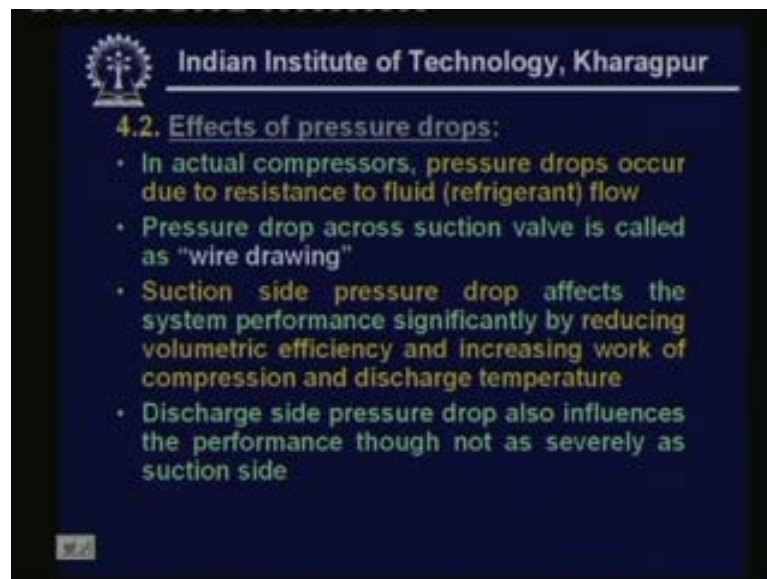 Indian Institute of Technology, Kharagpur
4.2. Effects of pressure drops:
• In actual compressors, pressure drops occur
due to resistance to fluid (refrigerant) flow
• Pressure drop across suction valve is called
as "wire drawing"
• Suction side pressure drop affects the
system performance significantly by reducing
volumetric efficiency and increasing work of
compression and discharge temperature
• Discharge side pressure drop also influences
the performance though not as severely as
suction side